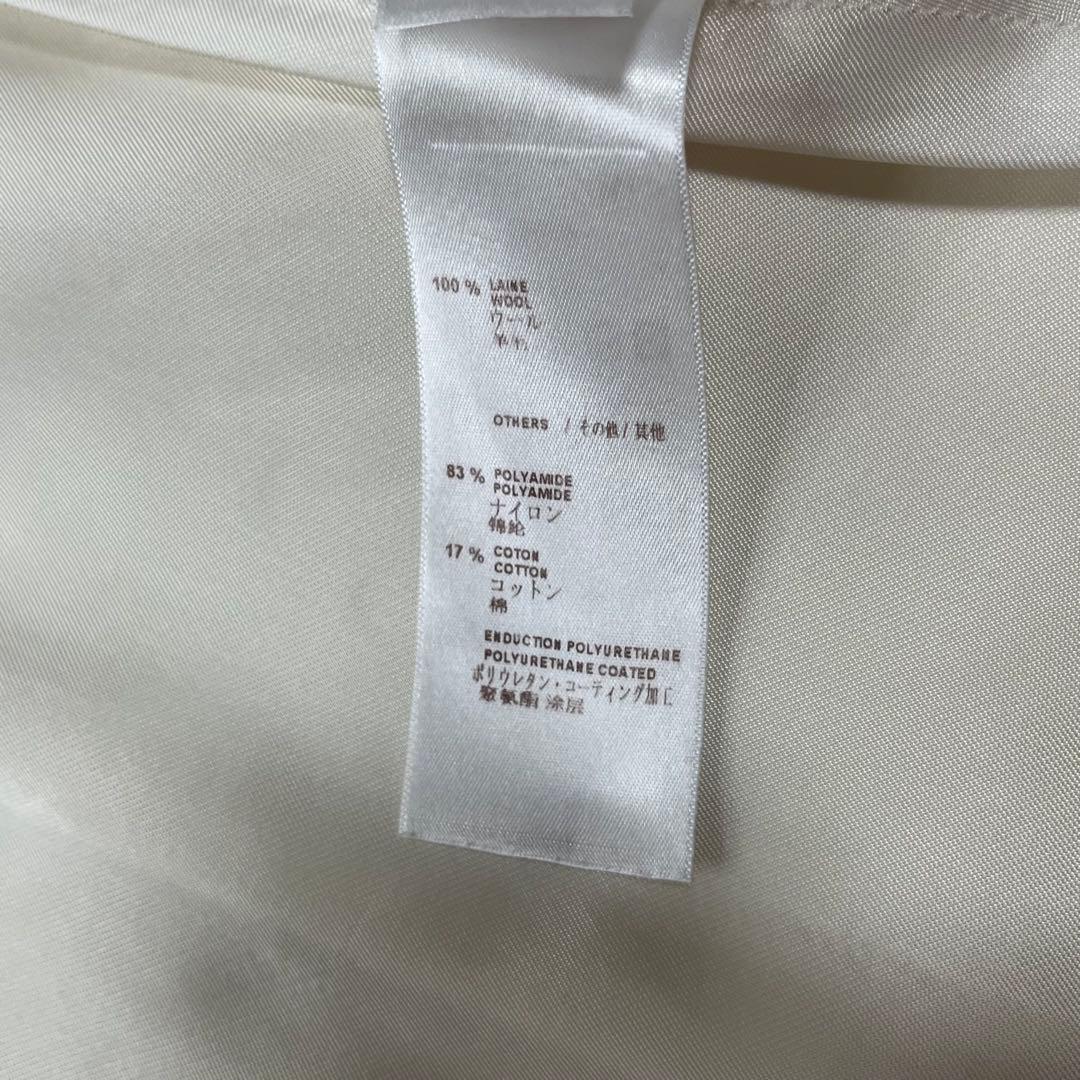 100 % LAINE
WOOL
ウール
羊毛
OTHERS / その他 / 其他
83 % POLYAMIDE
POLYAMIDE
ナイロン
锦纶
17 % COTON
COTTON
コットン
棉
ENDUCTION POLYURETHANE
POLYURETHANE COATED
ポリウレタン・コーティング加工
聚氨酯 涂层